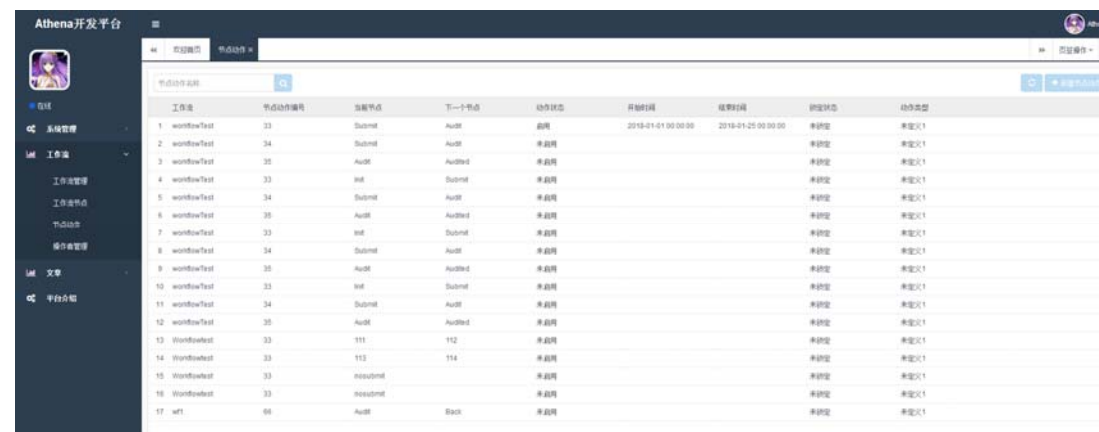 Athena开发平台
欢迎首页 节点动作 ×
页签操作
节点动作名称
在线
系统管理
工作流
工作流管理
工作流节点
节点动作
操作者管理
文章
平台介绍
工作流 节点动作编号 当前节点 下一个节点 动作状态 开始时间 结束时间 锁定状态 动作类型
1 workflowTest 33 Submit Audit 启用 2018-01-01 00:00:00 2018-01-25 00:00:00 未锁定 未定义1
2 workflowTest 34 Submit Audit 未启用 未锁定 未定义1
3 workflowTest 35 Audit Audited 未启用 未锁定 未定义1
4 workflowTest 33 Init Submit 未启用 未锁定 未定义1
5 workflowTest 34 Submit Audit 未启用 未锁定 未定义1
6 workflowTest 35 Audit Audited 未启用 未锁定 未定义1
7 workflowTest 33 Init Submit 未启用 未锁定 未定义1
8 workflowTest 34 Submit Audit 未启用 未锁定 未定义1
9 workflowTest 35 Audit Audited 未启用 未锁定 未定义1
10 workflowTest 33 Init Submit 未启用 未锁定 未定义1
11 workflowTest 34 Submit Audit 未启用 未锁定 未定义1
12 workflowTest 35 Audit Audited 未启用 未锁定 未定义1
13 Workflowtest 33 111 112 未启用 未锁定 未定义1
14 Workflowtest 33 113 114 未启用 未锁定 未定义1
15 Workflowtest 33 nosubmit 未启用 未锁定 未定义1
16 Workflowtest 33 nosubmit 未启用 未锁定 未定义1
17 wf1 66 Audit Back 未启用 未锁定 未定义1